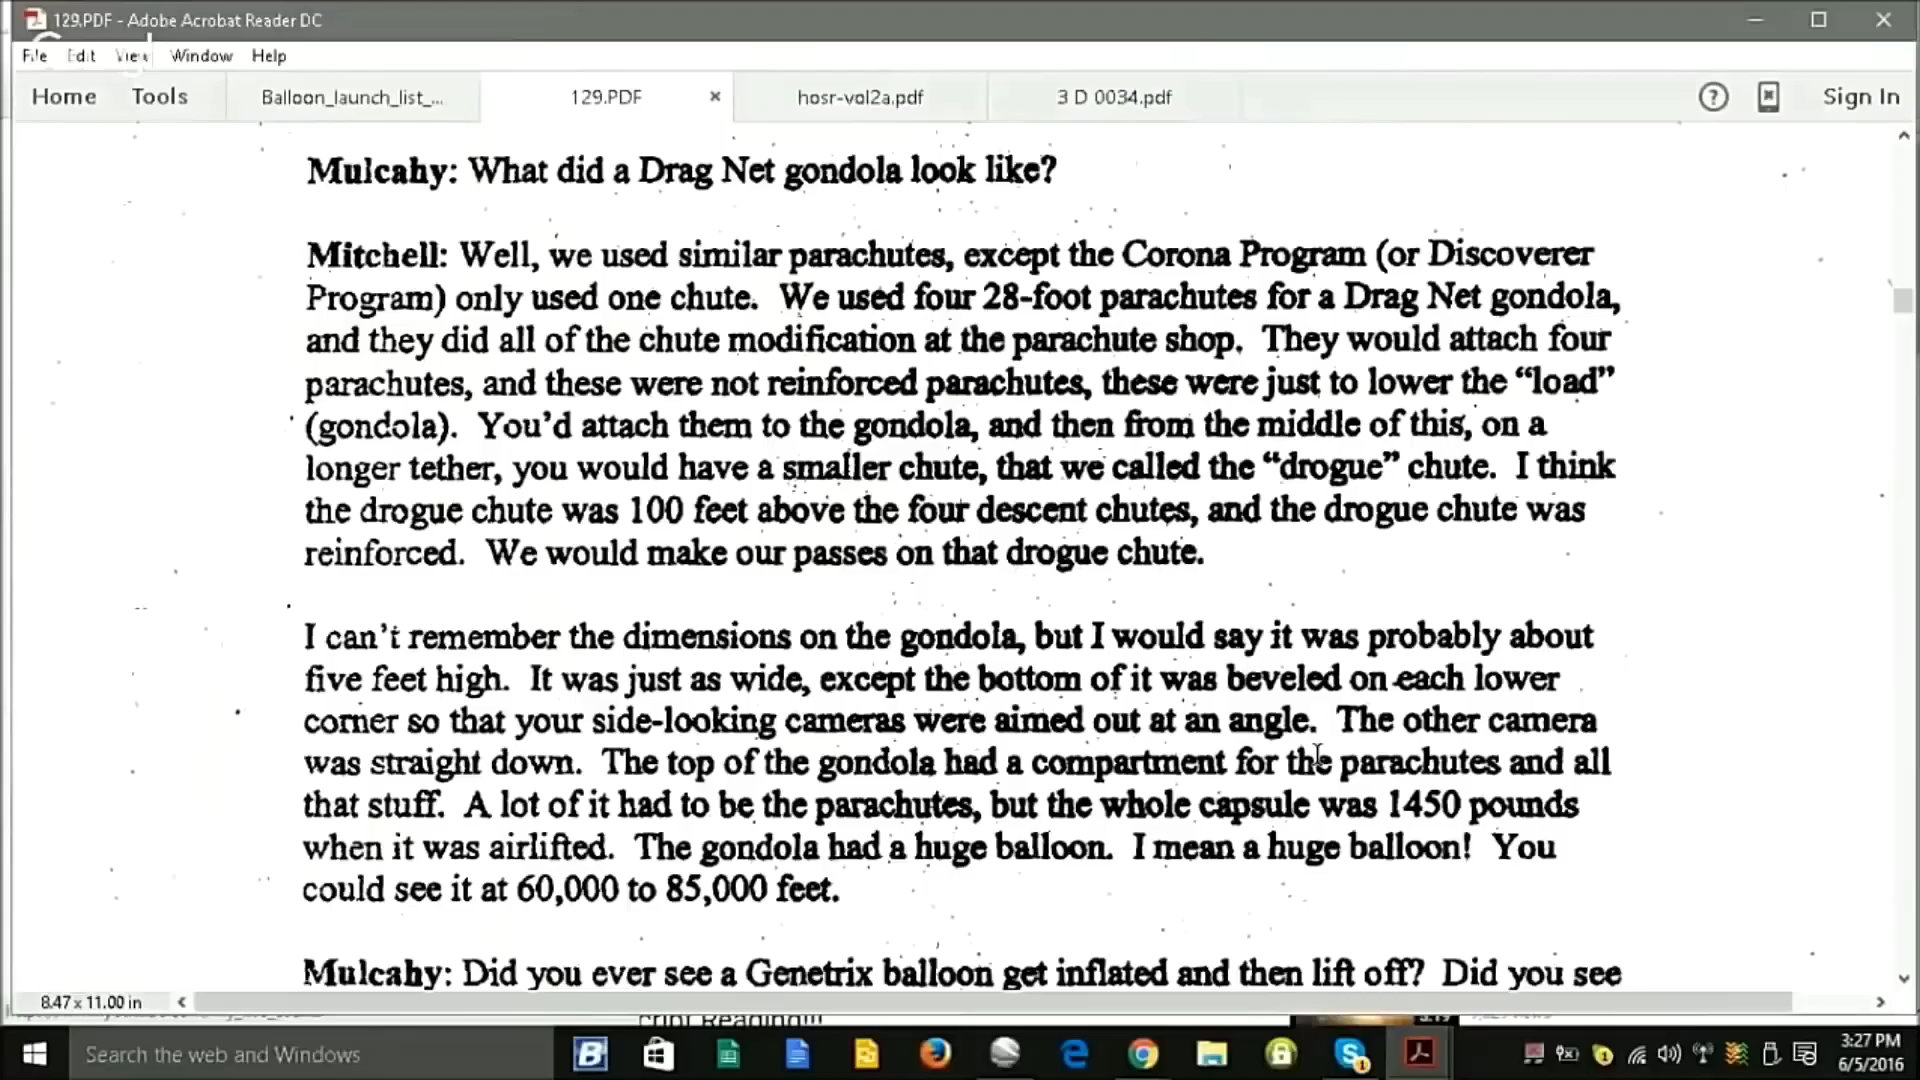 129.PDF - Adobe Acrobat Reader DC
File Edit View Window Help
Home Tools Balloon_launch_list_... 129.PDF × hosr-vol2a.pdf 3 D 0034.pdf Sign In
Mulcahy: What did a Drag Net gondola look like?
Mitchell: Well, we used similar parachutes, except the Corona Program (or Discoverer
Program) only used one chute. We used four 28-foot parachutes for a Drag Net gondola,
and they did all of the chute modification at the parachute shop. They would attach four
parachutes, and these were not reinforced parachutes, these were just to lower the “load”
(gondola). You’d attach them to the gondola, and then from the middle of this, on a
longer tether, you would have a smaller chute, that we called the “drogue” chute. I think
the drogue chute was 100 feet above the four descent chutes, and the drogue chute was
reinforced. We would make our passes on that drogue chute.
I can’t remember the dimensions on the gondola, but I would say it was probably about
five feet high. It was just as wide, except the bottom of it was beveled on each lower
corner so that your side-looking cameras were aimed out at an angle. The other camera
was straight down. The top of the gondola had a compartment for the parachutes and all
that stuff. A lot of it had to be the parachutes, but the whole capsule was 1450 pounds
when it was airlifted. The gondola had a huge balloon. I mean a huge balloon! You
could see it at 60,000 to 85,000 feet.
Mulcahy: Did you ever see a Genetrix balloon get inflated and then lift off? Did you see
8.47 x 11.00 in
Search the web and Windows
3:27 PM
6/5/2016